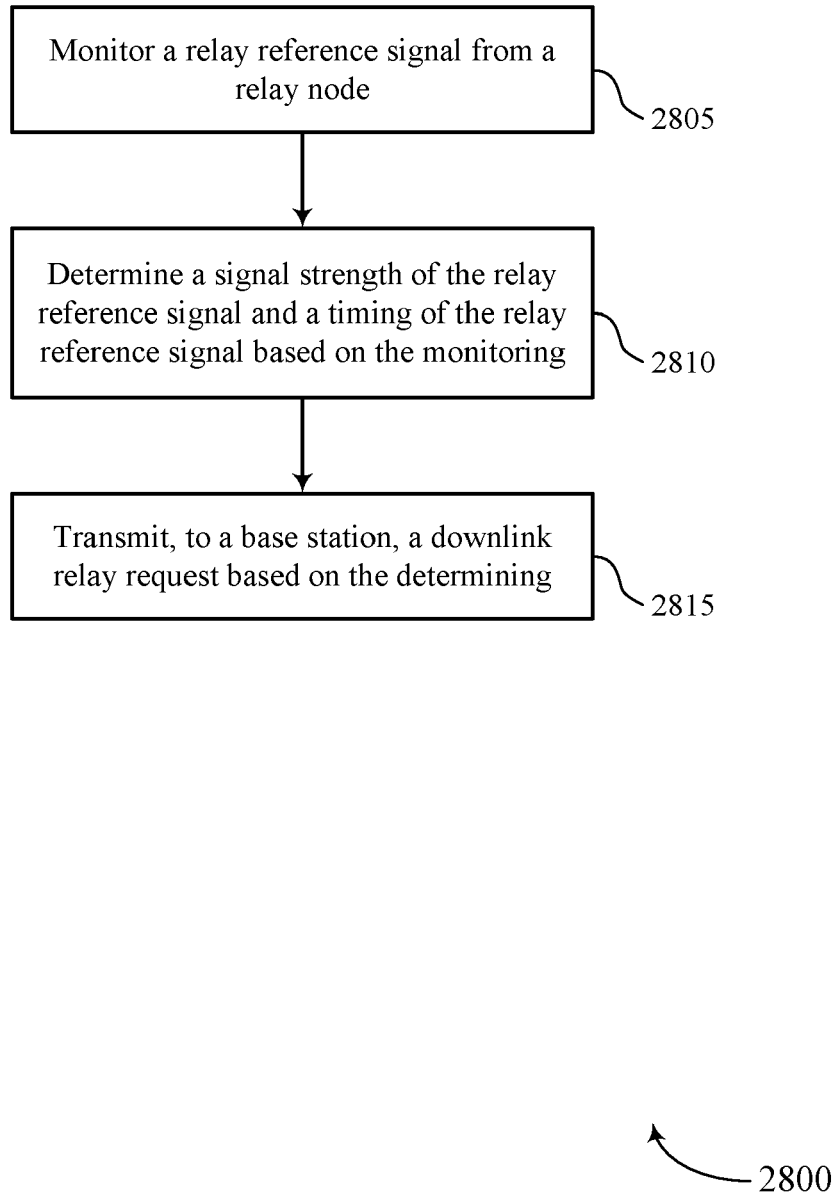 Monitor a relay reference signal from a
relay node
2805
Determine a signal strength of the relay
reference signal and a timing of the relay
reference signal based on the monitoring
2810
Transmit, to a base station, a downlink
relay request based on the determining
2815
2800